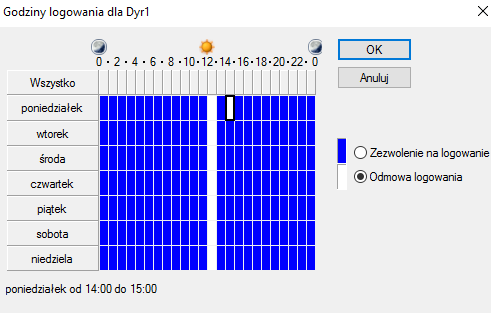 Godziny logowania dla Dyr1
0 · 2 · 4 · 6 · 8 · 10 · 12 · 14 · 16 · 18 · 20 · 22 · 0
OK
Anuluj
Wszystko
poniedziałek
wtorek
środa
czwartek
piątek
sobota
niedziela
Zezwolenie na logowanie
Odmowa logowania
poniedziałek od 14:00 do 15:00